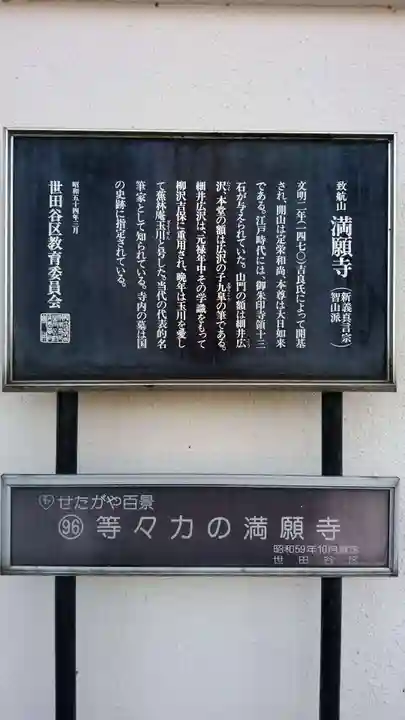 致航山　満願寺（新義真言宗智山派）
文明二年（一四七〇）吉良氏によって開基
され、開山は定栄和尚、本尊は大日如来
である。江戸時代には、御朱印寺領十三
石が与えられていた。山門の額は細井広
沢、本堂の額は広沢の子九皐の筆である。
細井広沢は、元禄年中その学識をもって
柳沢吉保に重用され、晩年は玉川を愛し
て蕉林庵玉川と号した。当代の代表的名
筆家として知られている。寺内の墓は国
の史跡に指定されている。
昭和五十四年三月
世田谷区教育委員会
せたがや百景
96 等々力の満願寺
昭和59年10月選定
世田谷区